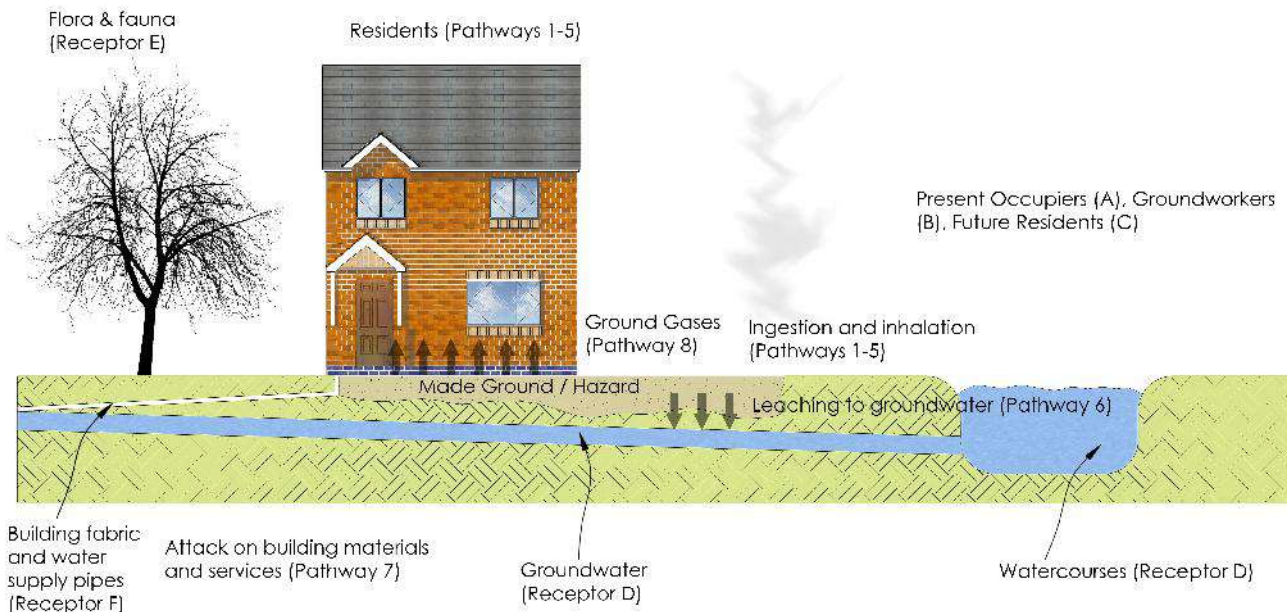 Flora & fauna
(Receptor E)
Residents (Pathways 1-5)
Present Occupiers (A), Groundworkers
(B), Future Residents (C)
Ground Gases
(Pathway 8)
Ingestion and inhalation
(Pathways 1-5)
Made Ground / Hazard
Leaching to groundwater (Pathway 6)
Building fabric
and water
supply pipes
(Receptor F)
Attack on building materials
and services (Pathway 7)
Groundwater
(Receptor D)
Watercourses (Receptor D)